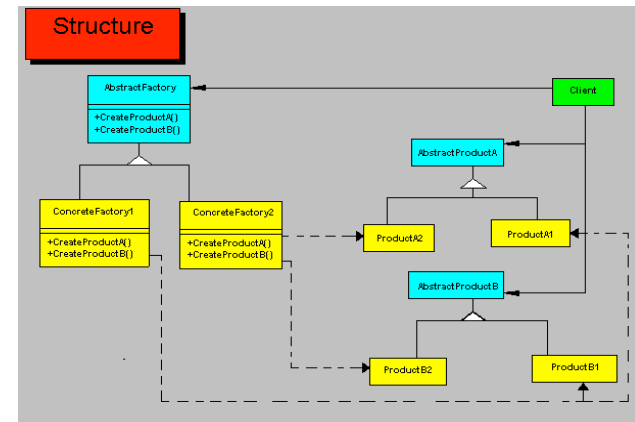 Structure
AbstractFactory
+CreateProductA()
+CreateProductB()
Client
AbstractProductA
ConcreteFactory1
+CreateProductA()
+CreateProductB()
ConcreteFactory2
+CreateProductA()
+CreateProductB()
ProductA2
ProductA1
AbstractProductB
ProductB2
ProductB1